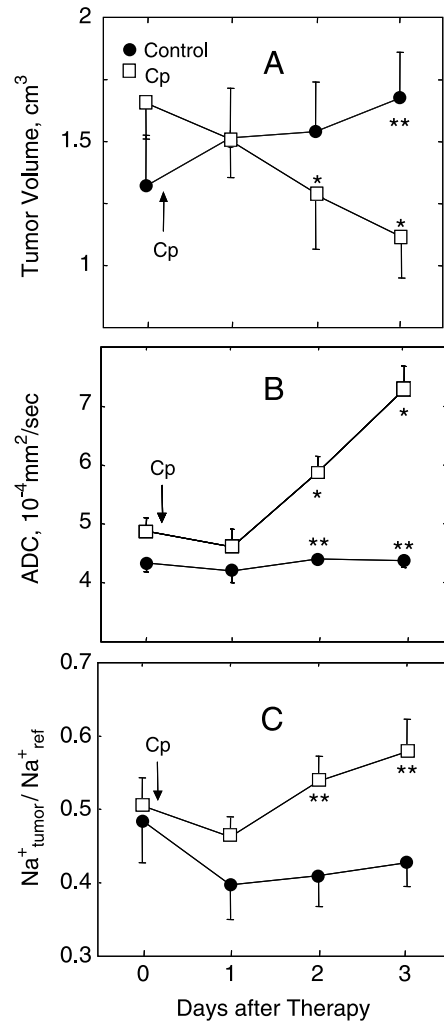 2
Control
Cp
A
1.5
**
*
*
Cp
1
Tumor Volume, cm³
B
7
Cp
6
*
*
5
**
**
4
ADC, 10⁻⁴mm²/sec
0.7
C
Cp
0.6
**
**
0.5
0.4
0.3
Na⁺tumor/ Na⁺ref
0 1 2 3
Days after Therapy